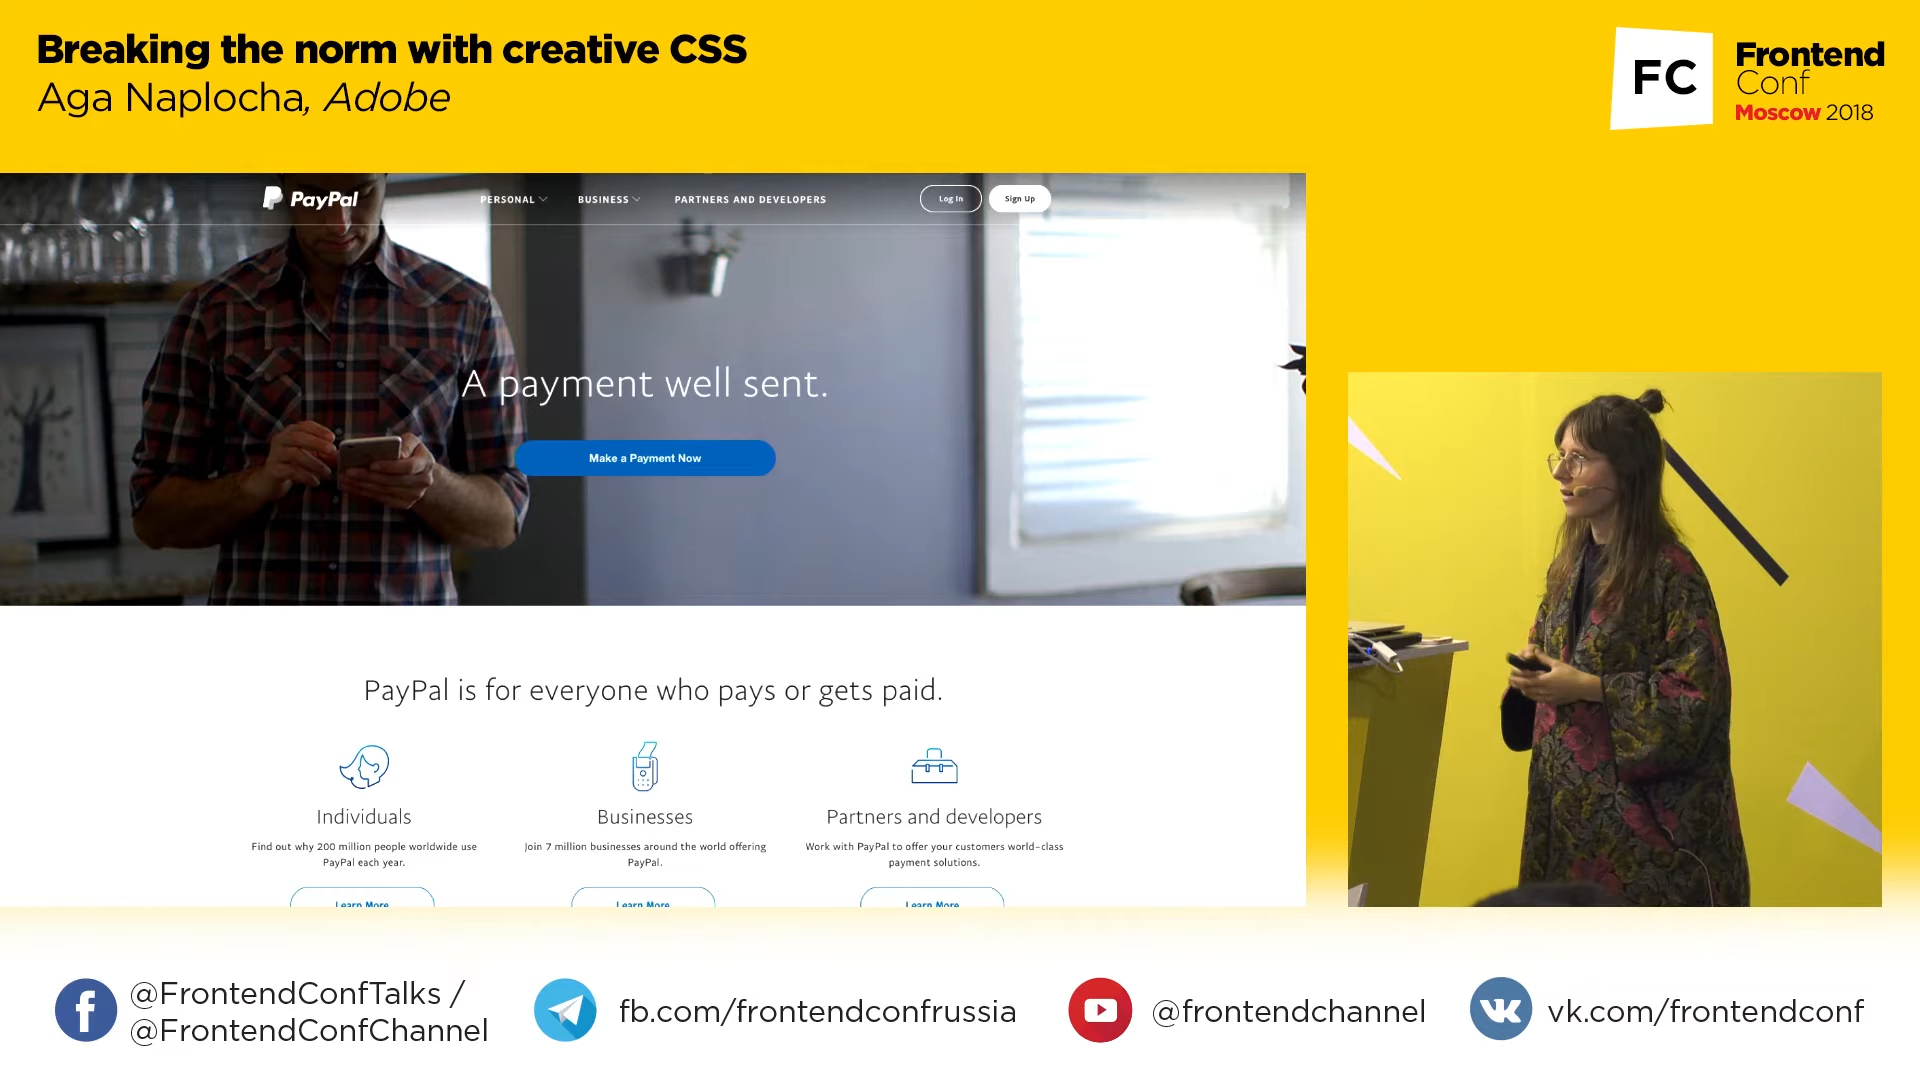 Breaking the norm with creative CSS
Aga Naplocha, Adobe
FC
Frontend
Conf
Moscow 2018
PayPal
PERSONAL
BUSINESS
PARTNERS AND DEVELOPERS
Log In
Sign Up
A payment well sent.
Make a Payment Now
PayPal is for everyone who pays or gets paid.
Individuals
Find out why 200 million people worldwide use
PayPal each year.
Learn More
Businesses
Join 7 million businesses around the world offering
PayPal.
Learn More
Partners and developers
Work with PayPal to offer your customers world-class
payment solutions.
Learn More
@FrontendConfTalks /
@FrontendConfChannel
fb.com/frontendconfrussia
@frontendchannel
vk.com/frontendconf